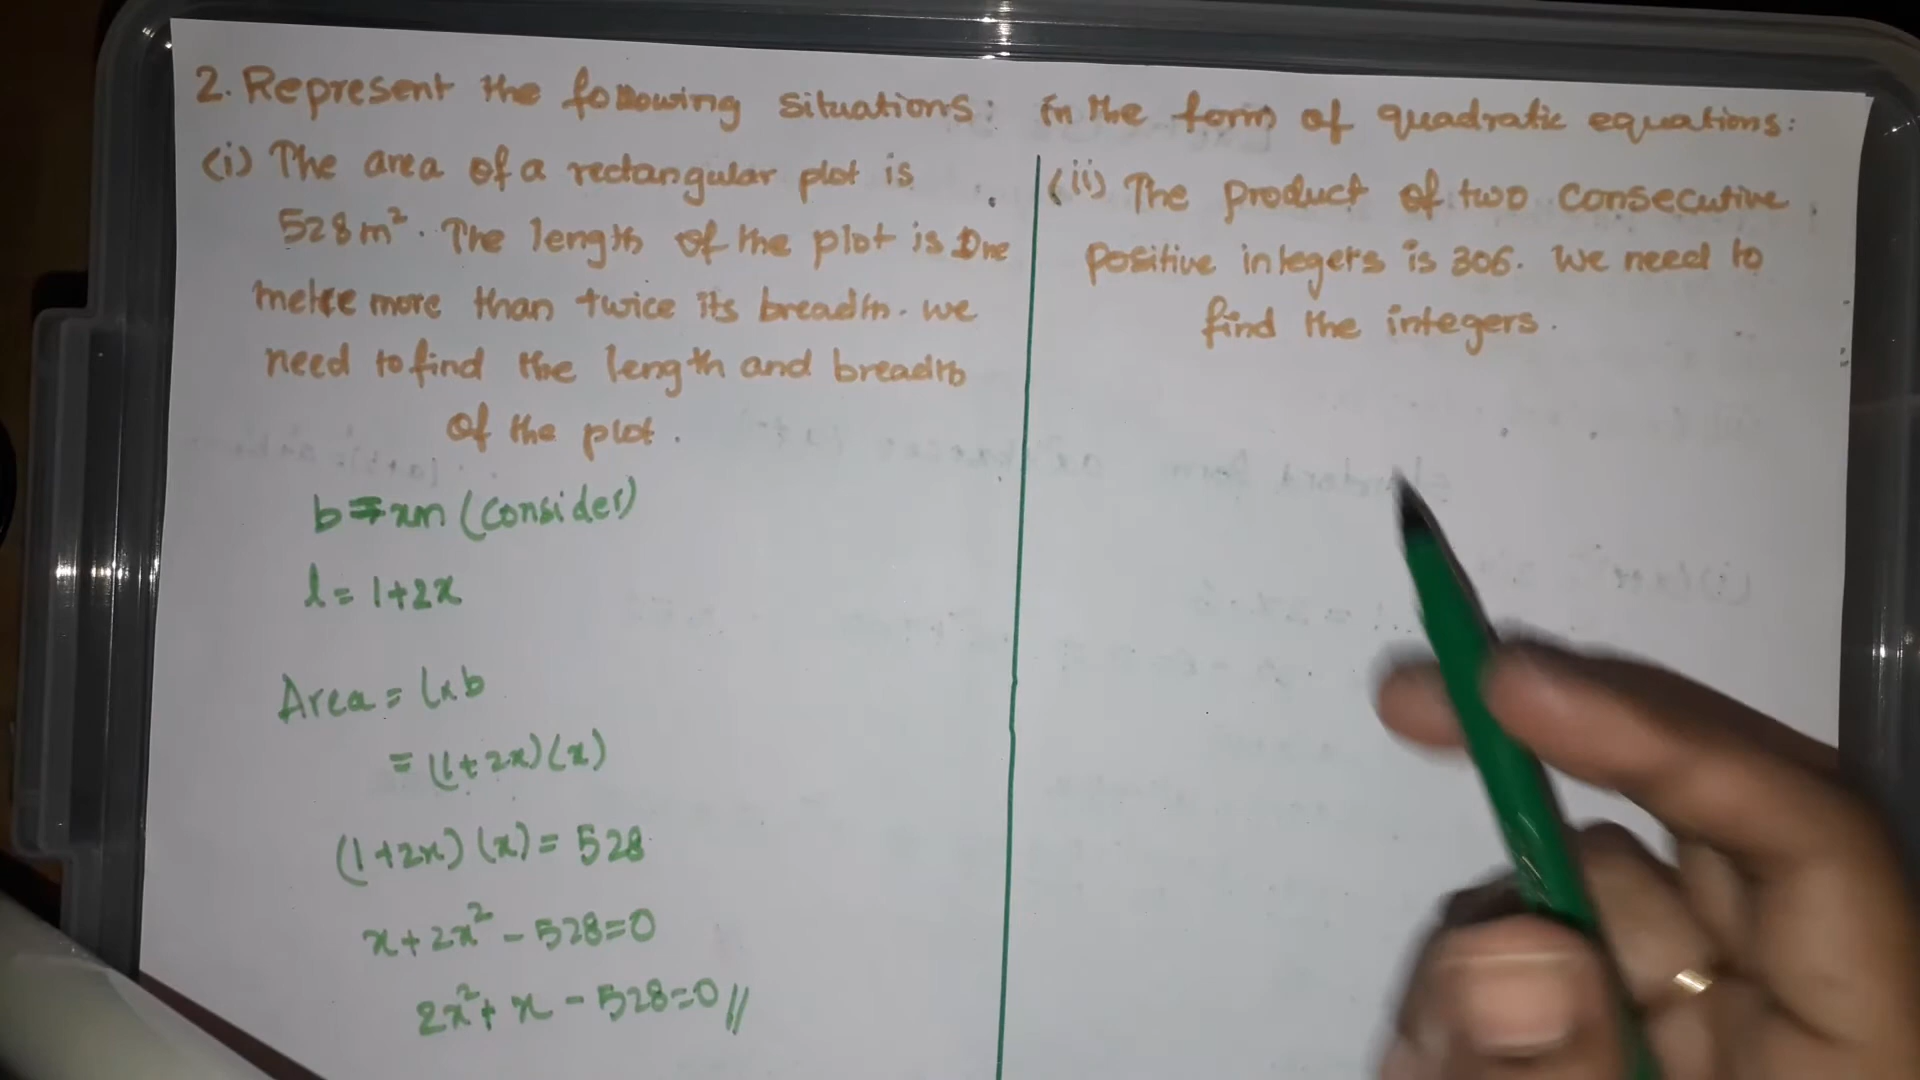 2. Represent the following situations: in the form of quadratic equations:
(i) The area of a rectangular plot is
528m². The length of the plot is One
metre more than twice its breadth. We
need to find the length and breadth
of the plot.
b = xm (consider)
l = 1+2x
Area = l x b
= (1+2x)(x)
(1+2x)(x) = 528
x+2x² - 528=0
2x²+x - 528=0 //
(ii) The product of two consecutive
positive integers is 306. We need to
find the integers.